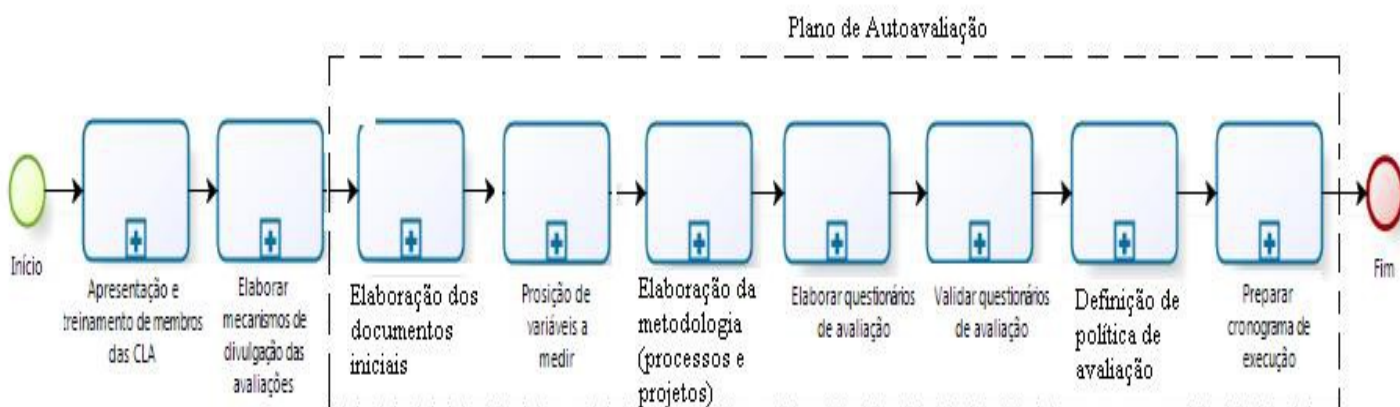 Plano de Autoavaliação
Início
Apresentação e
treinamento de membros
das CLA
Elaborar
mecanismos de
divulgação das
avaliações
Elaboração dos
documentos
iniciais
Prosição de
variáveis a
medir
Elaboração da
metodologia
(processos e
projetos)
Elaborar questionários
de avaliação
Validar questionários
de avaliação
Definição de
política de
avaliação
Preparar
cronograma de
execução
Fim